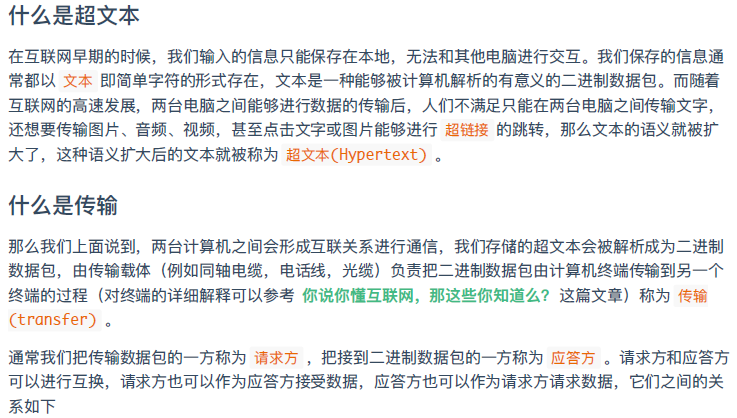 什么是超文本
在互联网早期的时候，我们输入的信息只能保存在本地，无法和其他电脑进行交互。我们保存的信息通
常都以 文本 即简单字符的形式存在，文本是一种能够被计算机解析的有意义的二进制数据包。而随着
互联网的高速发展，两台电脑之间能够进行数据的传输后，人们不满足只能在两台电脑之间传输文字，
还想要传输图片、音频、视频，甚至点击文字或图片能够进行 超链接 的跳转，那么文本的语义就被扩
大了，这种语义扩大后的文本就被称为 超文本(Hypertext) 。
什么是传输
那么我们上面说到，两台计算机之间会形成互联关系进行通信，我们存储的超文本会被解析成为二进制
数据包，由传输载体（例如同轴电缆，电话线，光缆）负责把二进制数据包由计算机终端传输到另一个
终端的过程（对终端的详细解释可以参考 你说你懂互联网，那这些你知道么？ 这篇文章）称为 传输
(transfer) 。
通常我们把传输数据包的一方称为 请求方 ，把接到二进制数据包的一方称为 应答方 。请求方和应答方
可以进行互换，请求方也可以作为应答方接受数据，应答方也可以作为请求方请求数据，它们之间的关
系如下